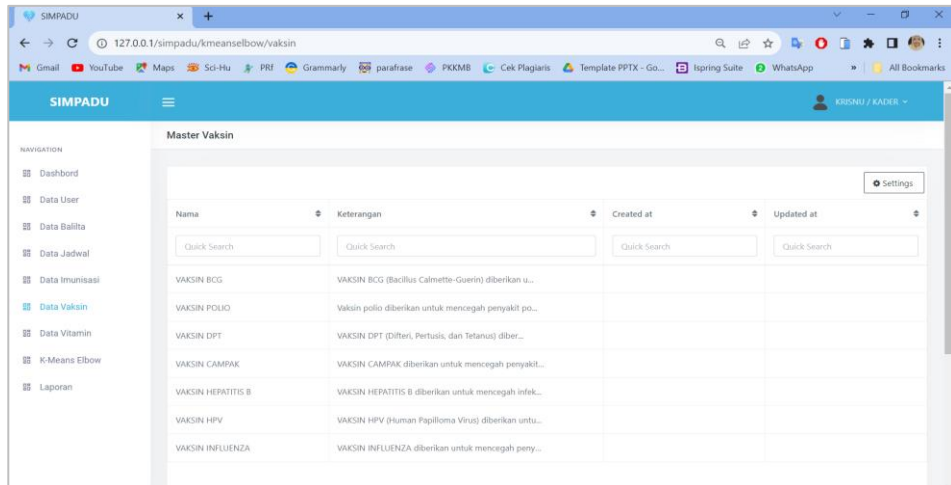 SIMPADU
127.0.0.1/simpadu/kmeanselbow/vaksin
Gmail YouTube Maps Sci-Hu PRf Grammarly parafrase PKKMB Cek Plagiaris Template PPTX - Go... Ispring Suite WhatsApp » All Bookmarks
SIMPADU KRISNU / KADER
Master Vaksin
NAVIGATION
Dashbord
Data User
Data Balilta
Data Jadwal
Data Imunisasi
Data Vaksin
Data Vitamin
K-Means Elbow
Laporan
Settings
Nama Keterangan Created at Updated at
Quick Search Quick Search Quick Search Quick Search
VAKSIN BCG VAKSIN BCG (Bacillus Calmette-Guerin) diberikan u...
VAKSIN POLIO Vaksin polio diberikan untuk mencegah penyakit po...
VAKSIN DPT VAKSIN DPT (Difteri, Pertusis, dan Tetanus) diber...
VAKSIN CAMPAK VAKSIN CAMPAK diberikan untuk mencegah penyakit...
VAKSIN HEPATITIS B VAKSIN HEPATITIS B diberikan untuk mencegah infek...
VAKSIN HPV VAKSIN HPV (Human Papilloma Virus) diberikan untu...
VAKSIN INFLUENZA VAKSIN INFLUENZA diberikan untuk mencegah peny...